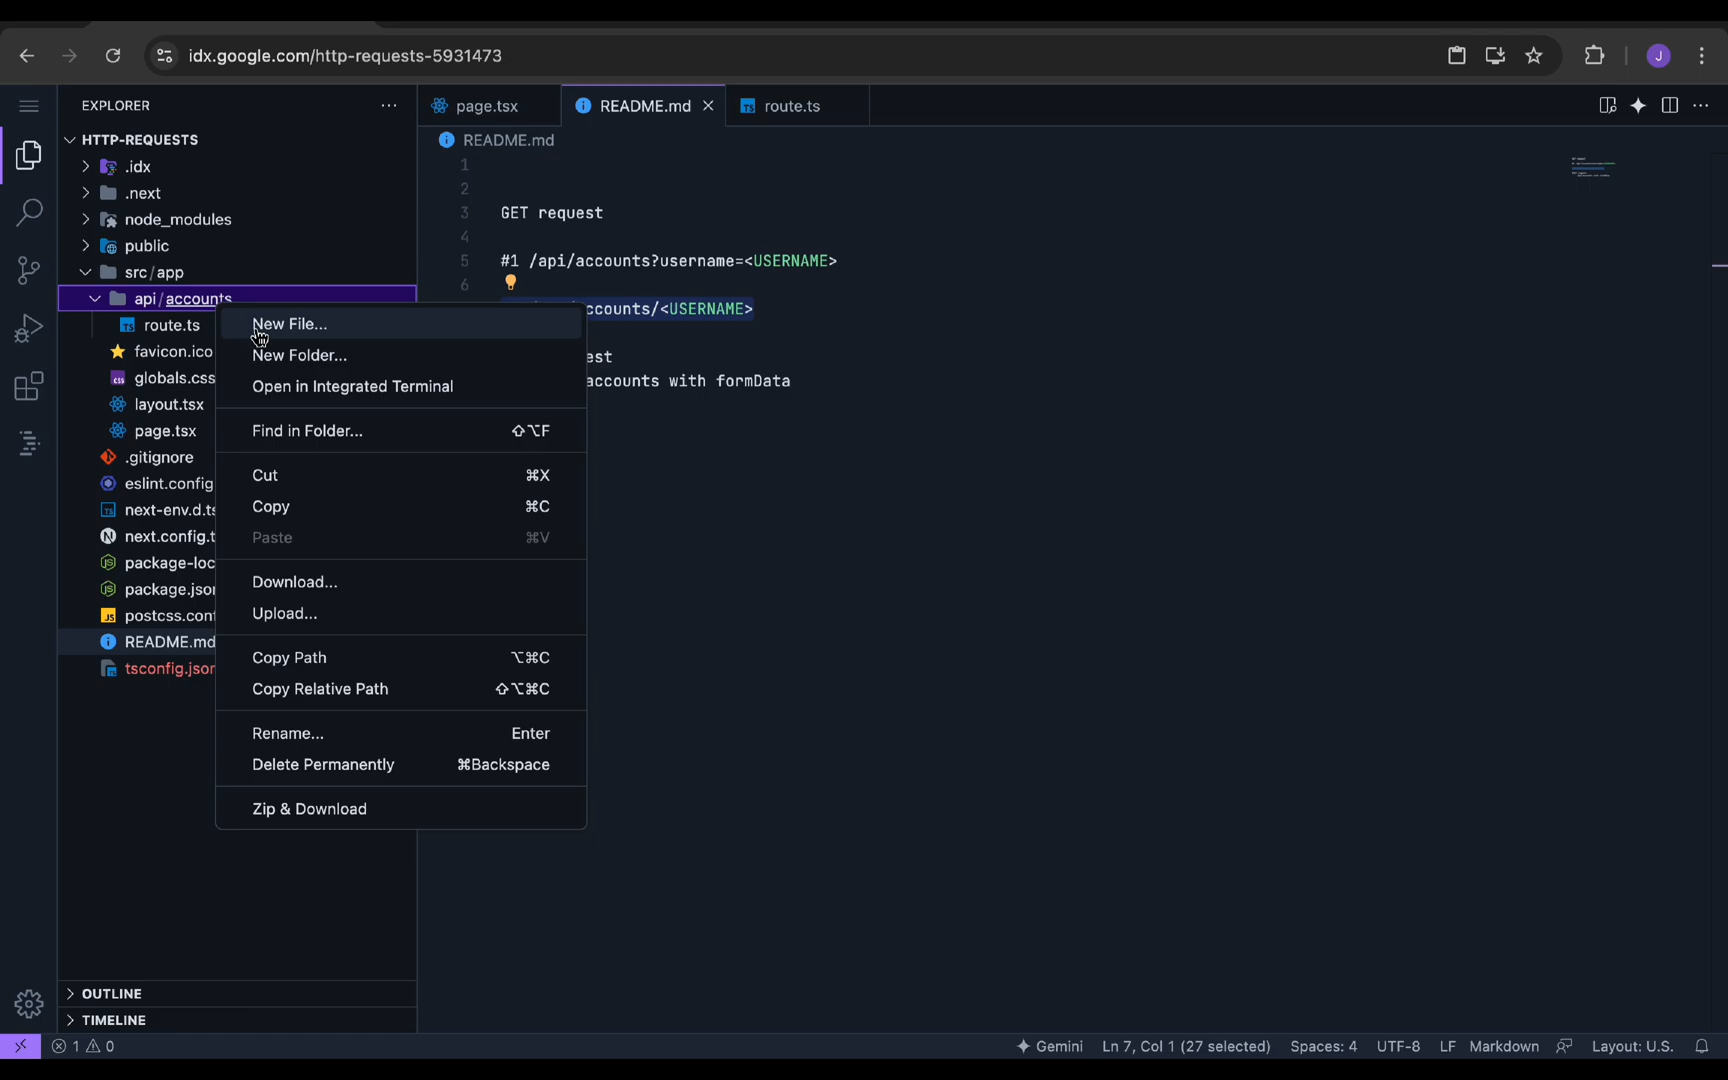 idx.google.com/http-requests-5931473
J
EXPLORER
page.tsx
README.md
route.ts
HTTP-REQUESTS
README.md
.idx
.next
node_modules
public
src/app
api/accounts
route.ts
favicon.ico
globals.css
layout.tsx
page.tsx
.gitignore
eslint.config
next-env.d.ts
next.config.t
package-loc
package.json
postcss.conf
README.md
tsconfig.json
New File...
New Folder...
Open in Integrated Terminal
Find in Folder... ⇧⌥F
Cut ⌘X
Copy ⌘C
Paste ⌘V
Download...
Upload...
Copy Path ⌥⌘C
Copy Relative Path ⇧⌥⌘C
Rename... Enter
Delete Permanently ⌘Backspace
Zip & Download
1
2
3 GET request
4
5 #1 /api/accounts?username=<USERNAME>
6
ccounts/<USERNAME>
est
accounts with formData
OUTLINE
TIMELINE
1 0
Gemini Ln 7, Col 1 (27 selected) Spaces: 4 UTF-8 LF Markdown Layout: U.S.